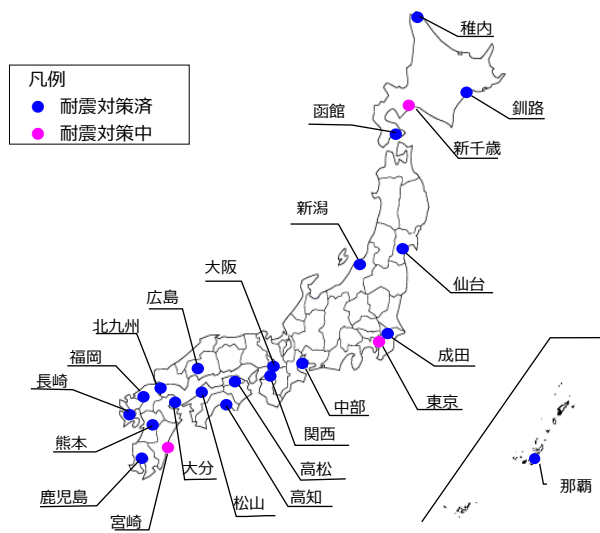 稚内
凡例
耐震対策済
耐震対策中
釧路
函館
新千歳
新潟
大阪
仙台
広島
北九州
福岡
成田
長崎
東京
中部
関西
熊本
大分
高松
那覇
鹿児島
松山
高知
宮崎